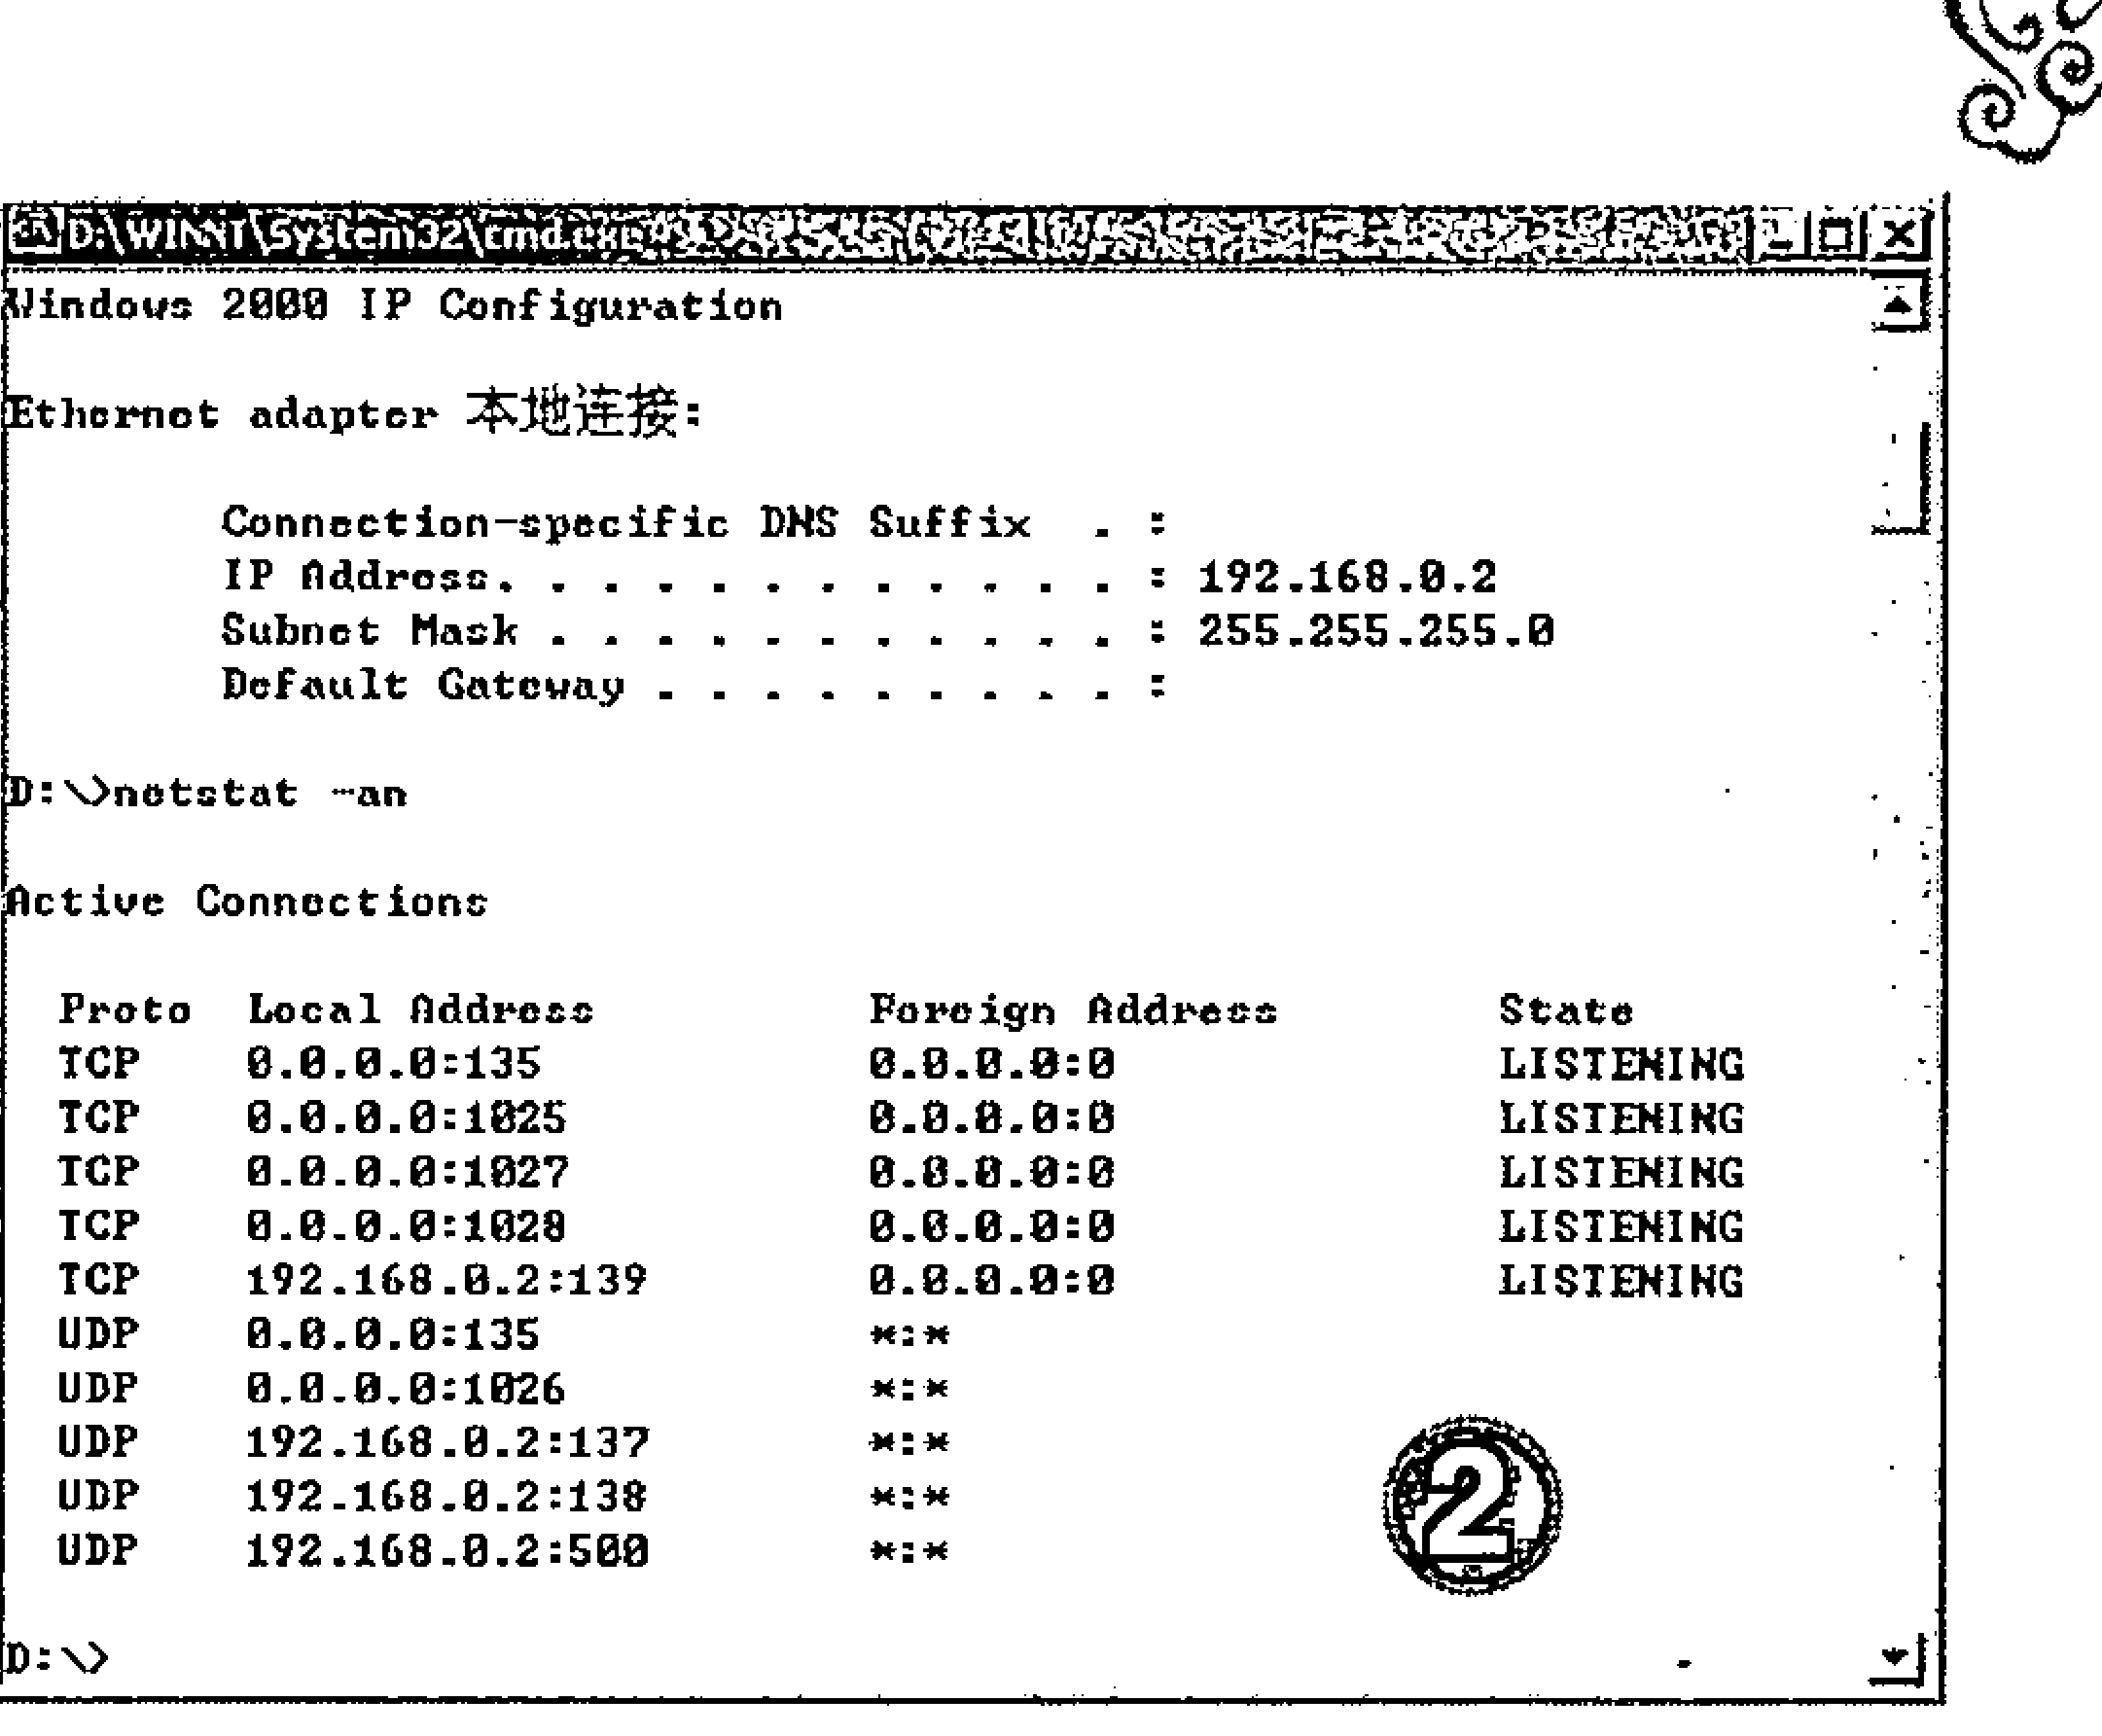 D:\WINNT\System32\cmd.exe
Windows 2000 IP Configuration
Ethernet adapter 本地连接:
Connection-specific DNS Suffix  . :
IP Address. . . . . . . . . . . . : 192.168.0.2
Subnet Mask . . . . . . . . . . . : 255.255.255.0
Default Gateway . . . . . . . . . :
D:\>netstat -an
Active Connections
Proto  Local Address          Foreign Address        State
TCP    0.0.0.0:135            0.0.0.0:0              LISTENING
TCP    0.0.0.0:1025           0.0.0.0:0              LISTENING
TCP    0.0.0.0:1027           0.0.0.0:0              LISTENING
TCP    0.0.0.0:1028           0.0.0.0:0              LISTENING
TCP    192.168.0.2:139        0.0.0.0:0              LISTENING
UDP    0.0.0.0:135            *:*
UDP    0.0.0.0:1026           *:*
UDP    192.168.0.2:137        *:*
UDP    192.168.0.2:138        *:*
UDP    192.168.0.2:500        *:*
2
D:\>